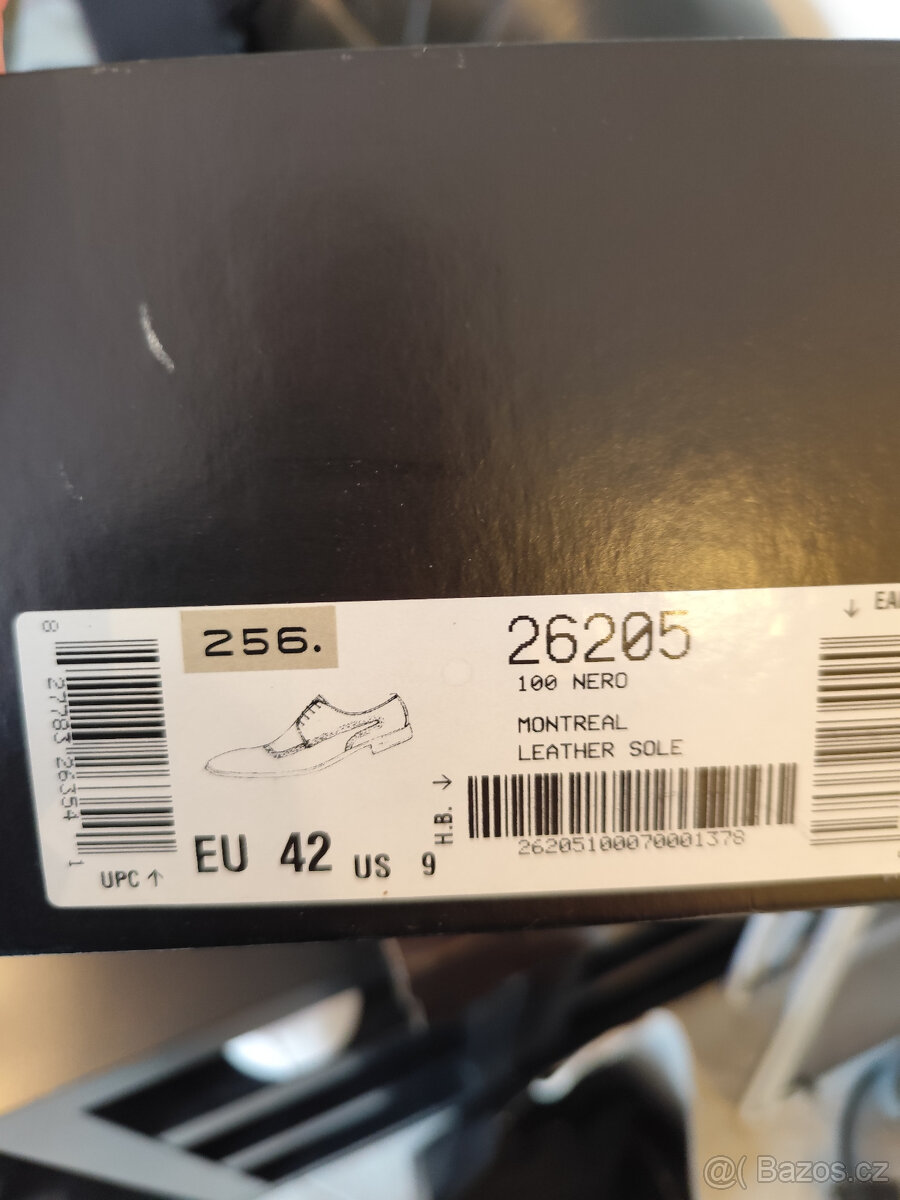 256.
26205
100 NERO
MONTREAL
LEATHER SOLE
↓ EA
8 27783 26354 1
UPC ↑
EU 42 US 9
H.B. →
26205100070001378
@( Bazos.cz